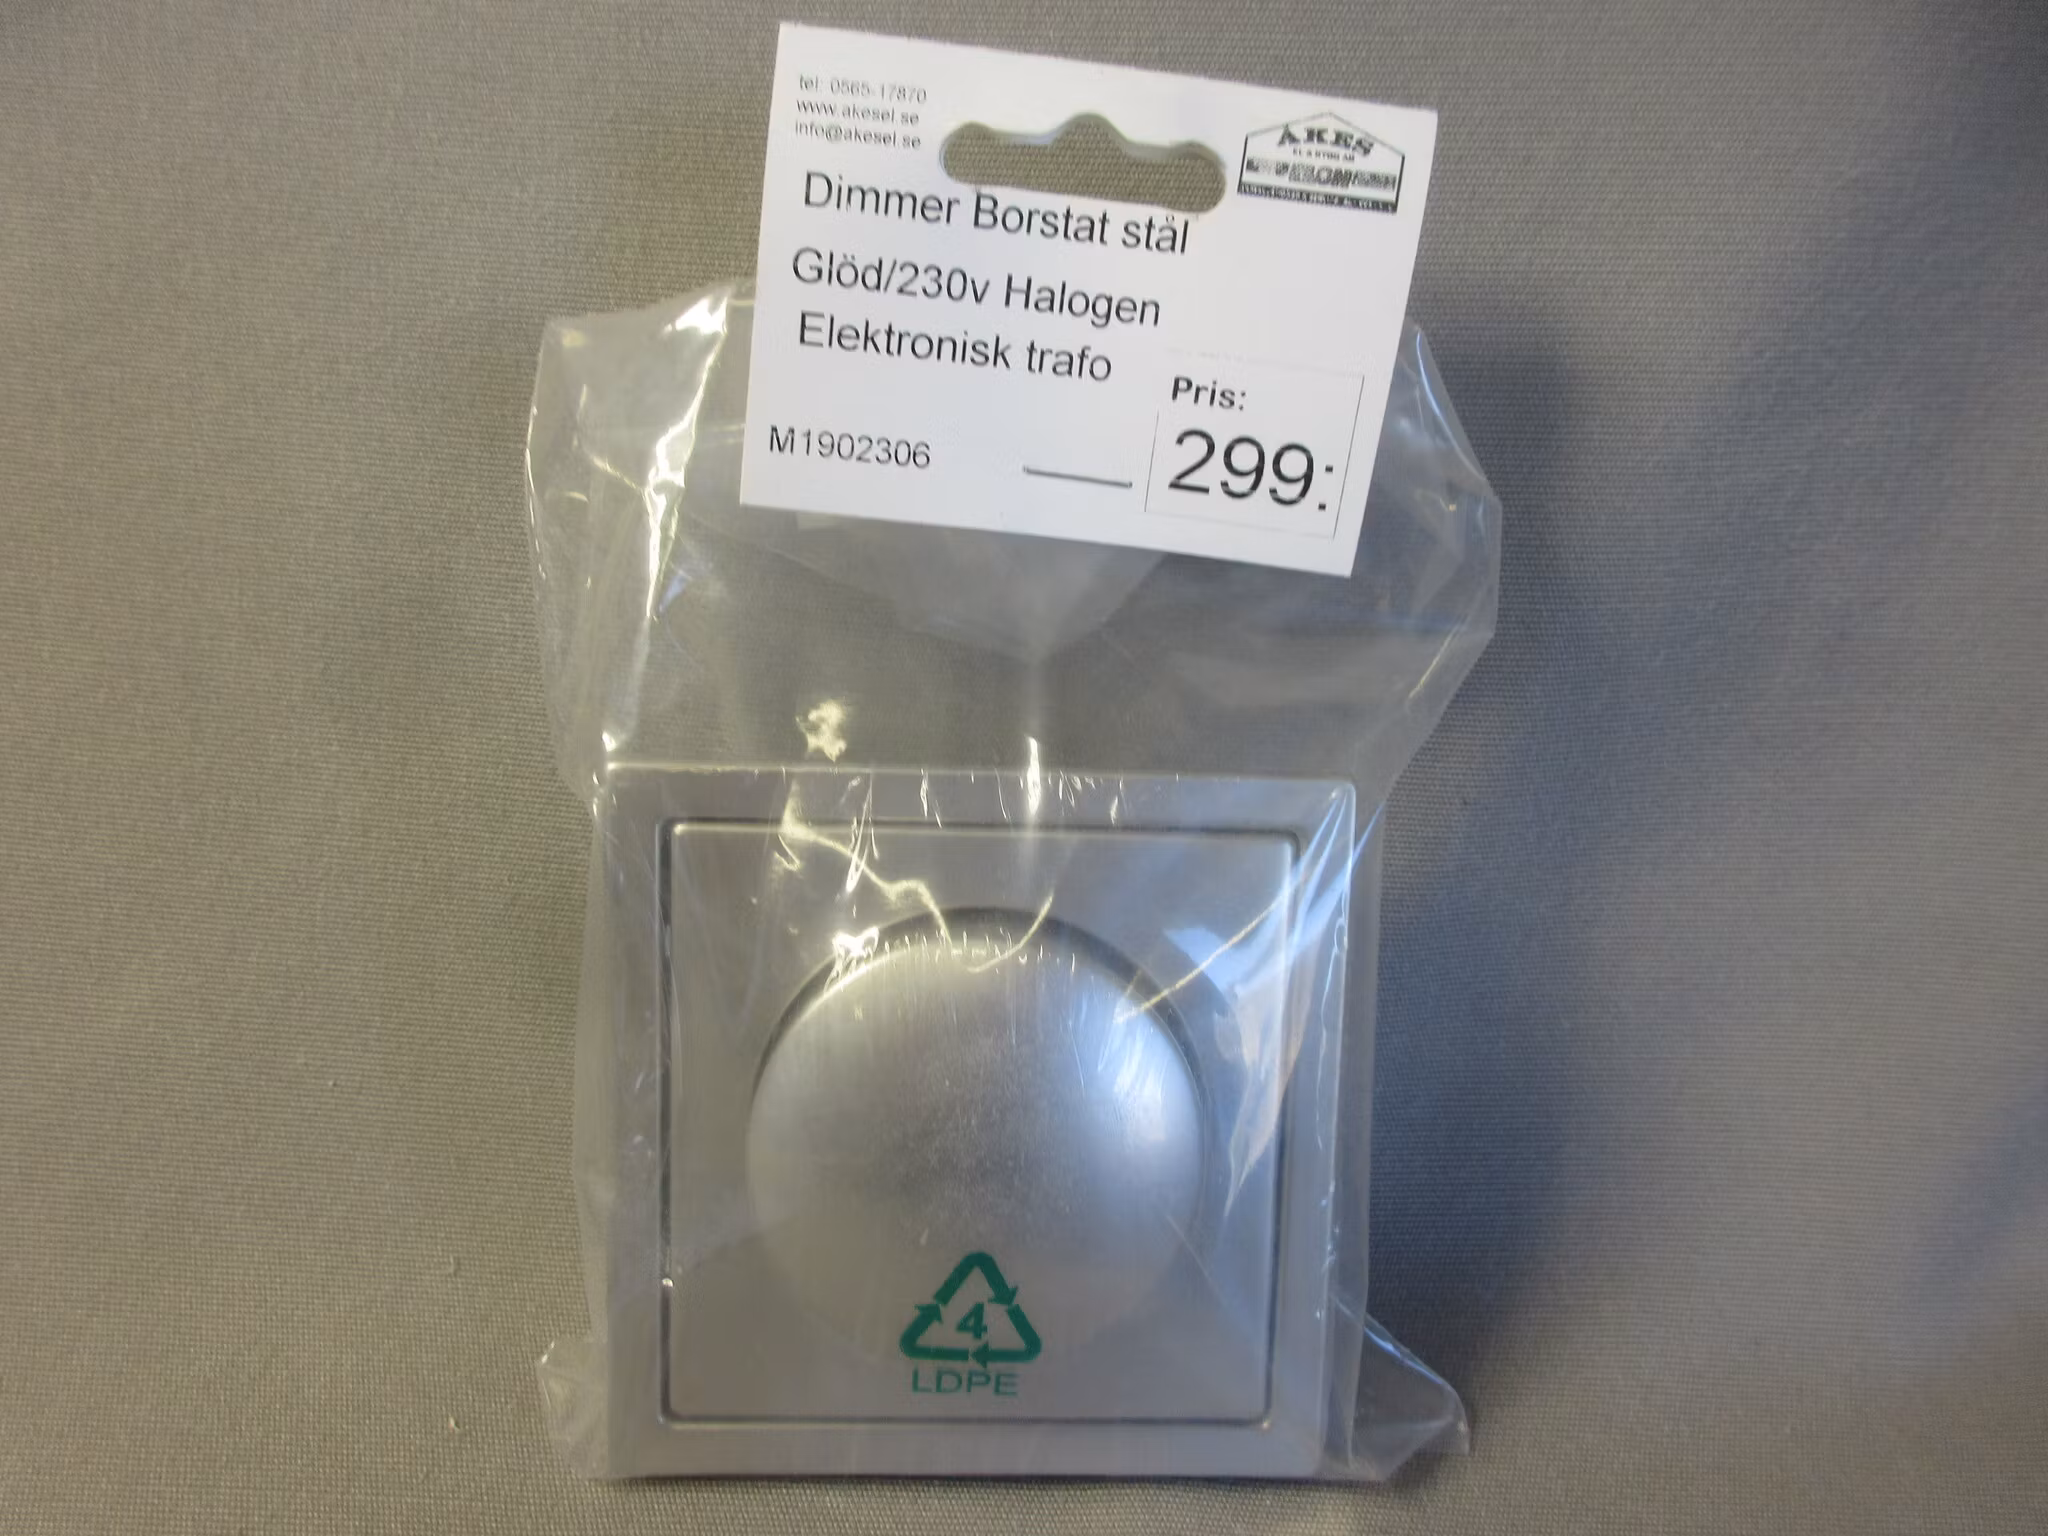 tel: 0565-17870
www.akesel.se
info@akesel.se
ÅKES
Dimmer Borstat stål
Glöd/230v Halogen
Elektronisk trafo
Pris:
299:
M1902306
4
LDPE